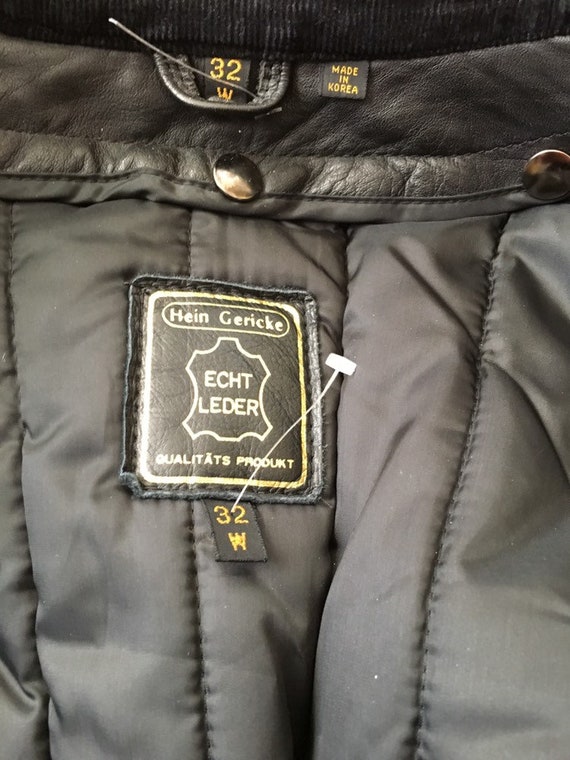 32
W
MADE
IN
KOREA
Hein Gericke
ECHT
LEDER
QUALITÄTS PRODUKT
32
W